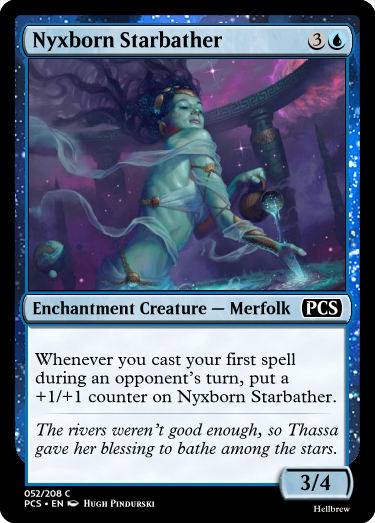 Nyxborn Starbather 3
Enchantment Creature — Merfolk PCS
Whenever you cast your first spell
during an opponent's turn, put a
+1/+1 counter on Nyxborn Starbather.
The rivers weren't good enough, so Thassa
gave her blessing to bathe among the stars.
3/4
052/208 C
PCS • EN Hugh Pindurski
Hellbrew